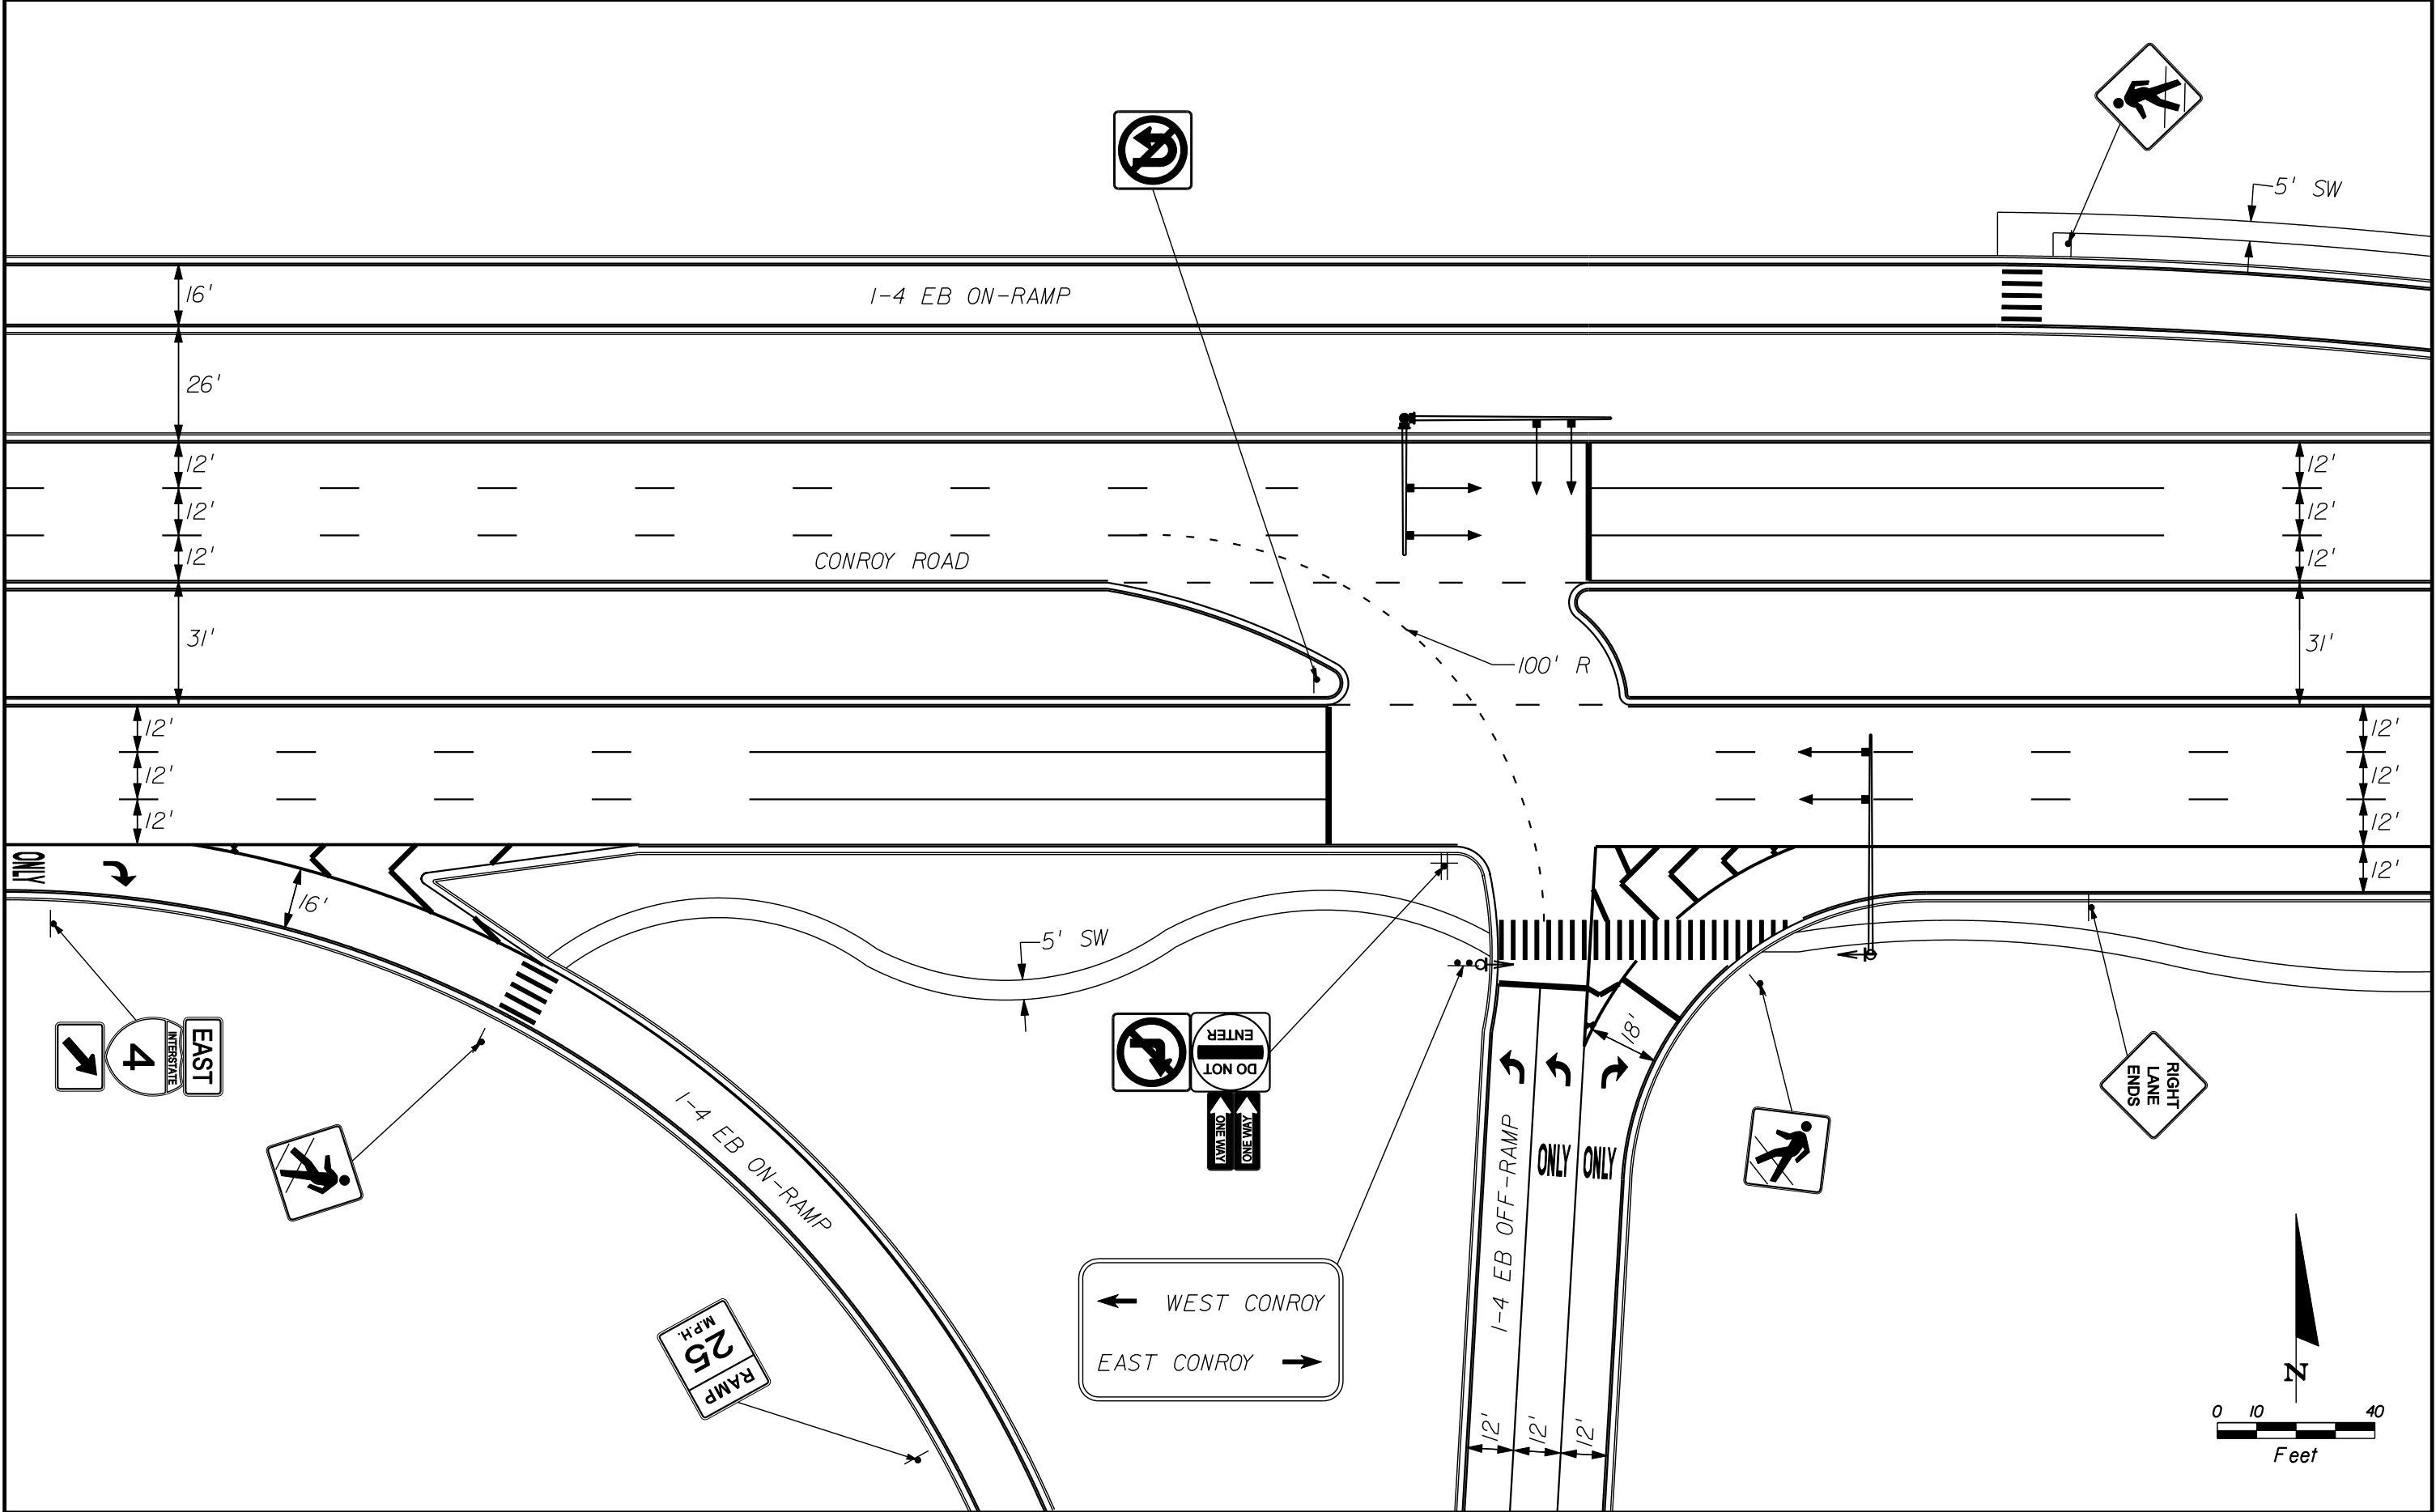 5' SW
16'
I-4 EB ON-RAMP
26'
12'
12'
12'
12'
12'
12'
CONROY ROAD
31'
31'
100' R
12'
12'
12'
12'
12'
12'
12'
ONLY
16'
5' SW
18'
EAST
INTERSTATE
4
DO NOT
ENTER
ONE WAY
ONE WAY
RIGHT
LANE
ENDS
I-4 EB ON-RAMP
I-4 EB OFF-RAMP
ONLY
ONLY
WEST CONROY
EAST CONROY
RAMP
25
M.P.H.
12'
12'
12'
N
0 10 40
Feet